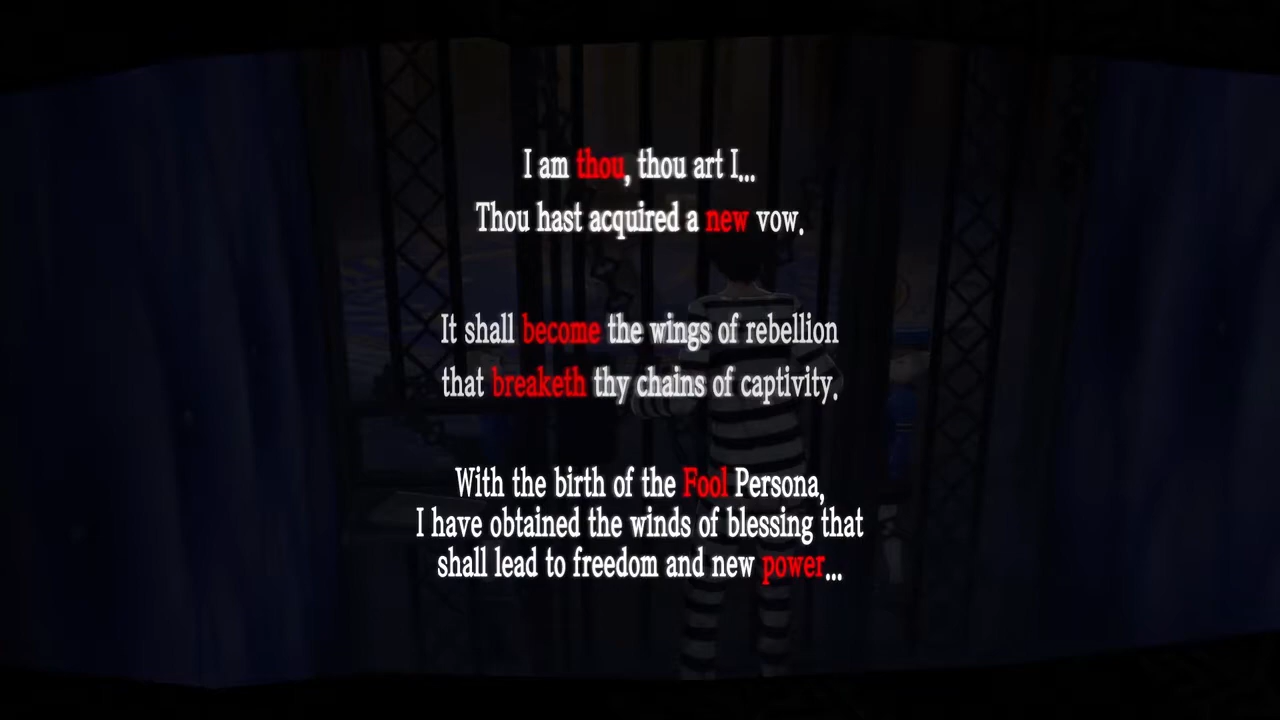 I am thou, thou art I...
Thou hast acquired a new vow.
It shall become the wings of rebellion
that breaketh thy chains of captivity.
With the birth of the Fool Persona,
I have obtained the winds of blessing that
shall lead to freedom and new power...